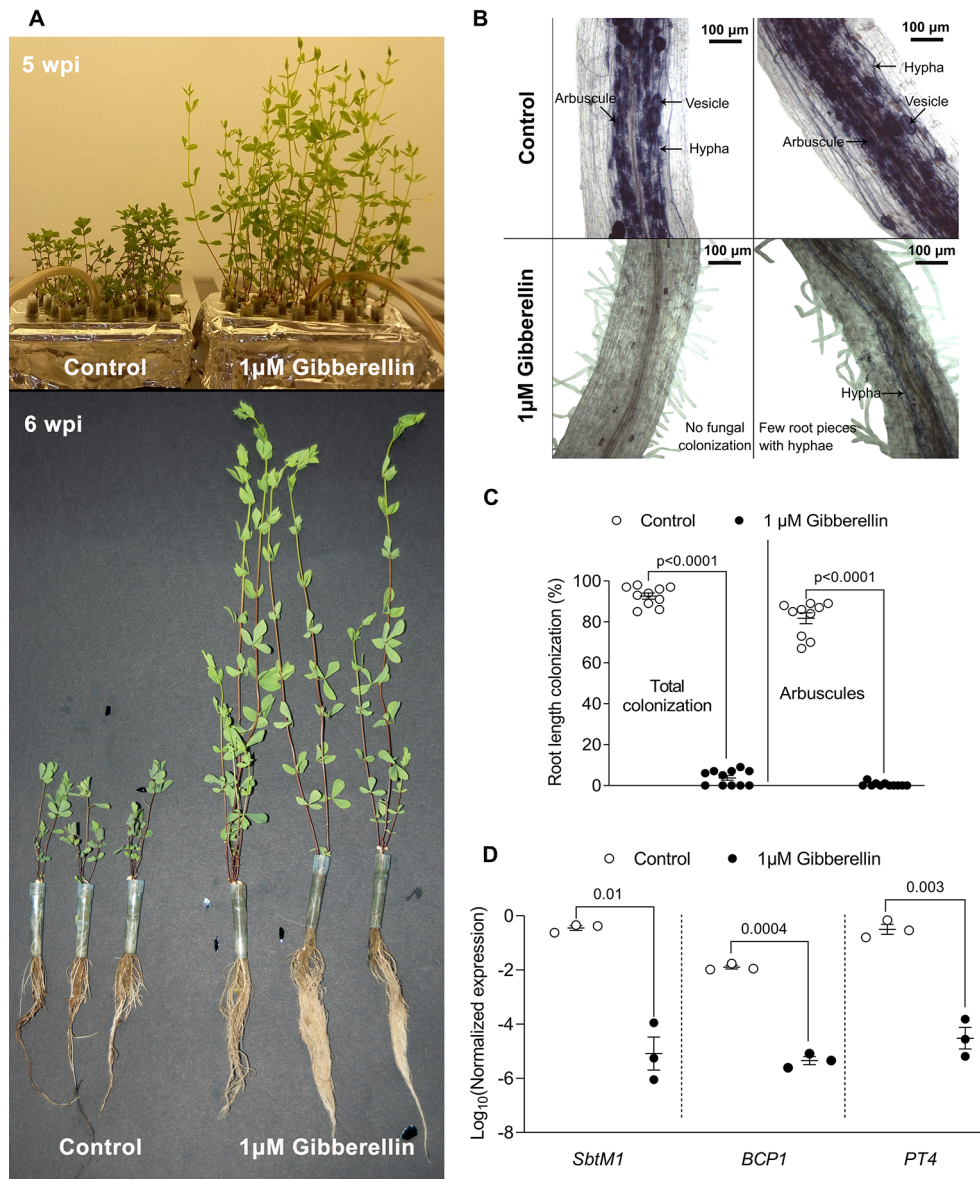 A
5 wpi
Control
1µM Gibberellin
6 wpi
Control
1µM Gibberellin
B
Control
100 µm
Arbuscule
Vesicle
Hypha
100 µm
Hypha
Vesicle
Arbuscule
1µM Gibberellin
100 µm
No fungal
colonization
100 µm
Hypha
Few root pieces
with hyphae
C
Control
1 µM Gibberellin
Root length colonization (%)
100
80
60
40
20
0
p<0.0001
Total
colonization
p<0.0001
Arbuscules
D
Control
1µM Gibberellin
Log10(Normalized expression)
0
-2
-4
-6
-8
0.01
0.0004
0.003
SbtM1
BCP1
PT4